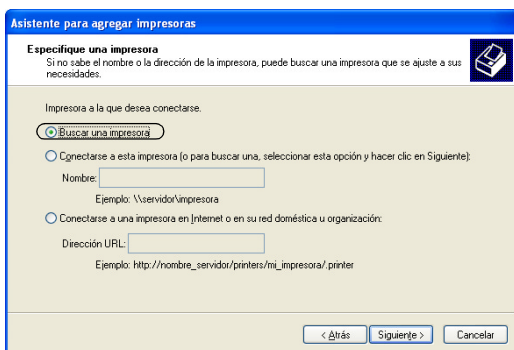 Asistente para agregar impresoras
Especifique una impresora
Si no sabe el nombre o la dirección de la impresora, puede buscar una impresora que se ajuste a sus
necesidades.
Impresora a la que desea conectarse.
Buscar una impresora
Conectarse a esta impresora (o para buscar una, seleccionar esta opción y hacer clic en Siguiente):
Nombre:
Ejemplo: \\servidor\impresora
Conectarse a una impresora en Internet o en su red doméstica u organización:
Dirección URL:
Ejemplo: http://nombre_servidor/printers/mi_impresora/.printer
< Atrás
Siguiente >
Cancelar